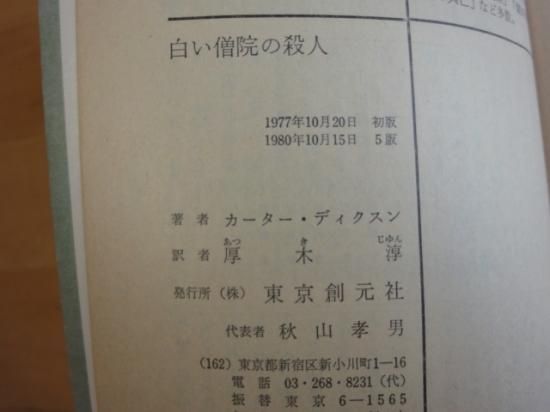 」など多数。
白い僧院の殺人
1977年10月20日 初版
1980年10月15日 5版
著者 カーター・ディクスン
あつ き じゅん
訳者 厚木淳
発行所 (株) 東京創元社
代表者 秋山孝男
(162) 東京都新宿区新小川町1—16
電話 03・268・8231(代)
振替 東京 6—1565